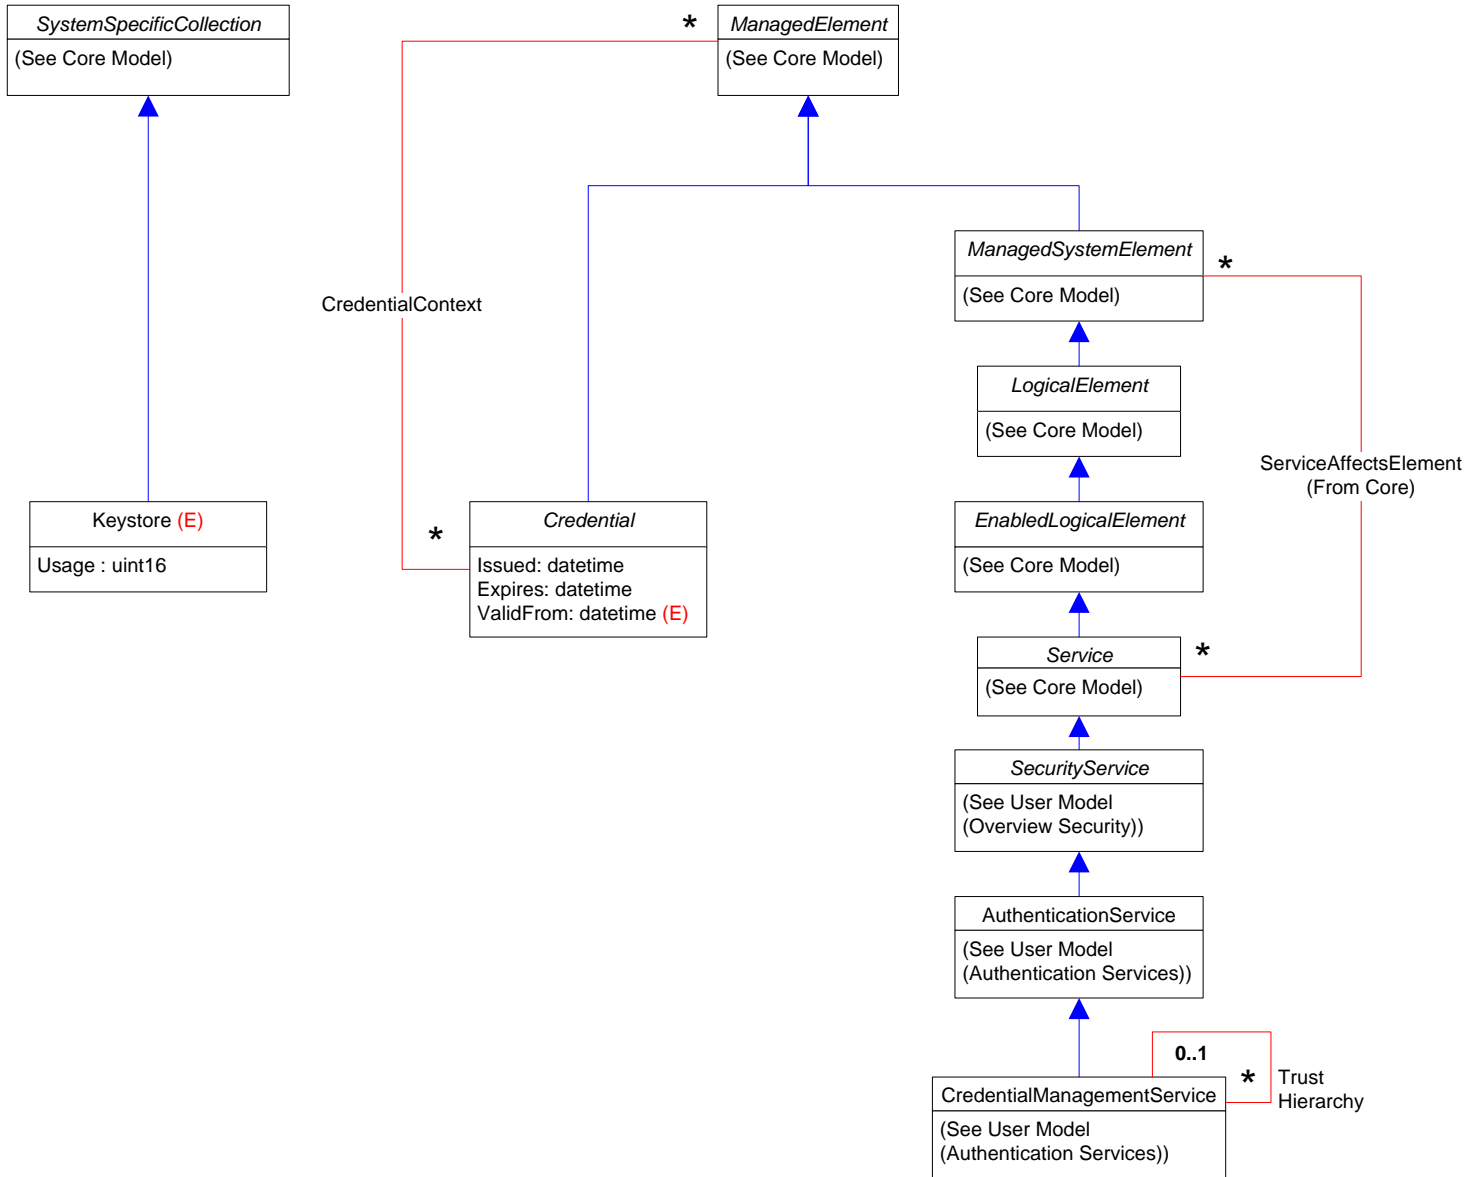 SystemSpecificCollection
(See Core Model)
*
ManagedElement
(See Core Model)
ManagedSystemElement
(See Core Model)
*
CredentialContext
LogicalElement
(See Core Model)
ServiceAffectsElement
(From Core)
Keystore (E)
Usage : uint16
*
Credential
Issued: datetime
Expires: datetime
ValidFrom: datetime (E)
EnabledLogicalElement
(See Core Model)
Service
(See Core Model)
*
SecurityService
(See User Model
(Overview Security))
AuthenticationService
(See User Model
(Authentication Services))
0..1
*
Trust
Hierarchy
CredentialManagementService
(See User Model
(Authentication Services))